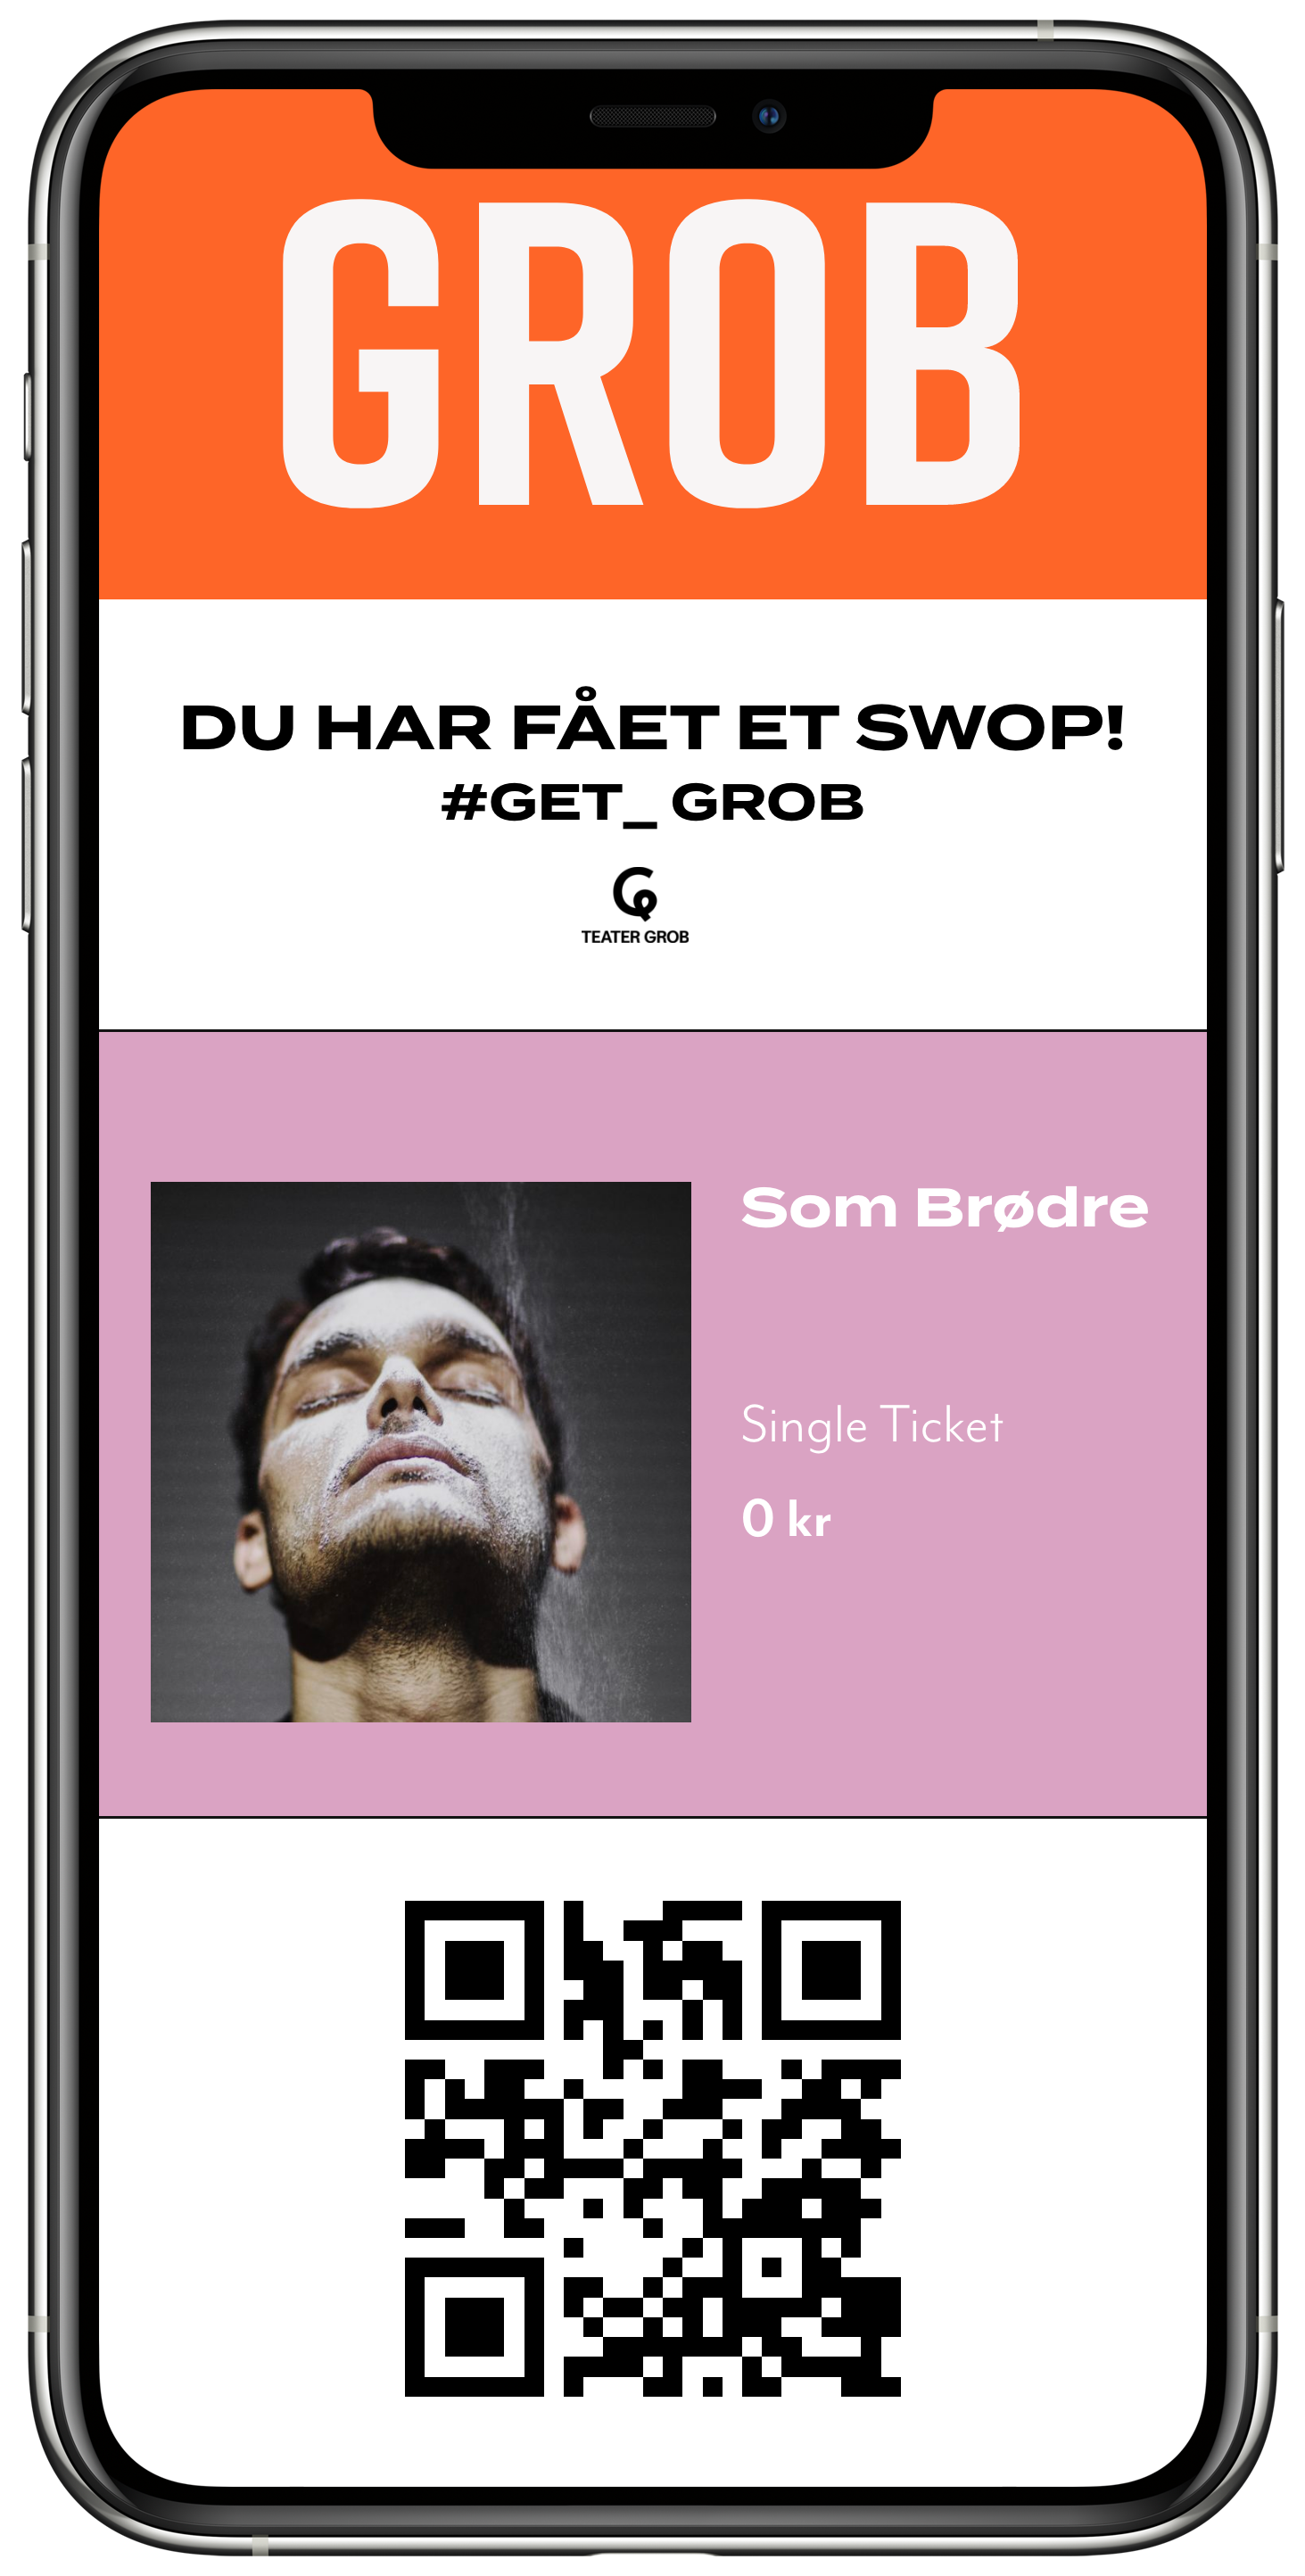 GROB
DU HAR FÅET ET SWOP!
#GET_ GROB
TEATER GROB
Som Brødre
Single Ticket
0 kr